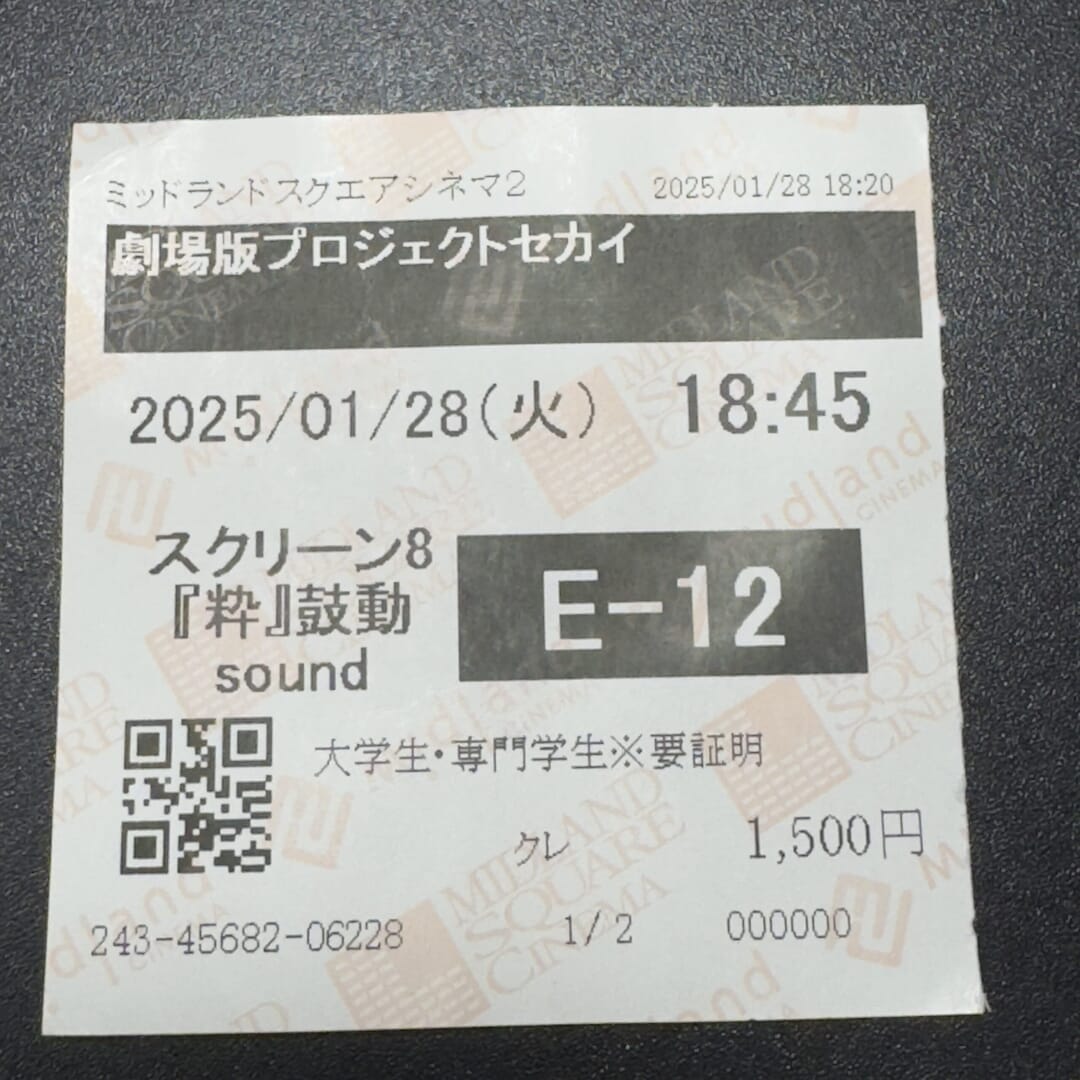 ミッドランドスクエアシネマ2 2025/01/28 18:20
劇場版プロジェクトセカイ
2025/01/28(火) 18:45
スクリーン8
『粋』鼓動
sound
E-12
大学生・専門学生※要証明
クレ 1,500円
243-45682-06228 1/2 000000